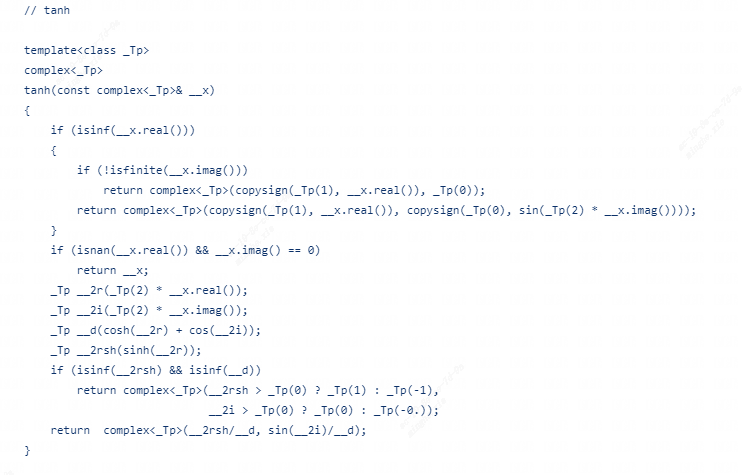 // tanh
template<class _Tp>
complex<_Tp>
tanh(const complex<_Tp>& __x)
{
    if (isinf(__x.real()))
    {
        if (!isfinite(__x.imag()))
            return complex<_Tp>(copysign(_Tp(1), __x.real()), _Tp(0));
        return complex<_Tp>(copysign(_Tp(1), __x.real()), copysign(_Tp(0), sin(_Tp(2) * __x.imag())));
    }
    if (isnan(__x.real()) && __x.imag() == 0)
        return __x;
    _Tp __2r(_Tp(2) * __x.real());
    _Tp __2i(_Tp(2) * __x.imag());
    _Tp __d(cosh(__2r) + cos(__2i));
    _Tp __2rsh(sinh(__2r));
    if (isinf(__2rsh) && isinf(__d))
        return complex<_Tp>(__2rsh > _Tp(0) ? _Tp(1) : _Tp(-1),
                            __2i > _Tp(0) ? _Tp(0) : _Tp(-0.));
    return  complex<_Tp>(__2rsh/__d, sin(__2i)/__d);
}